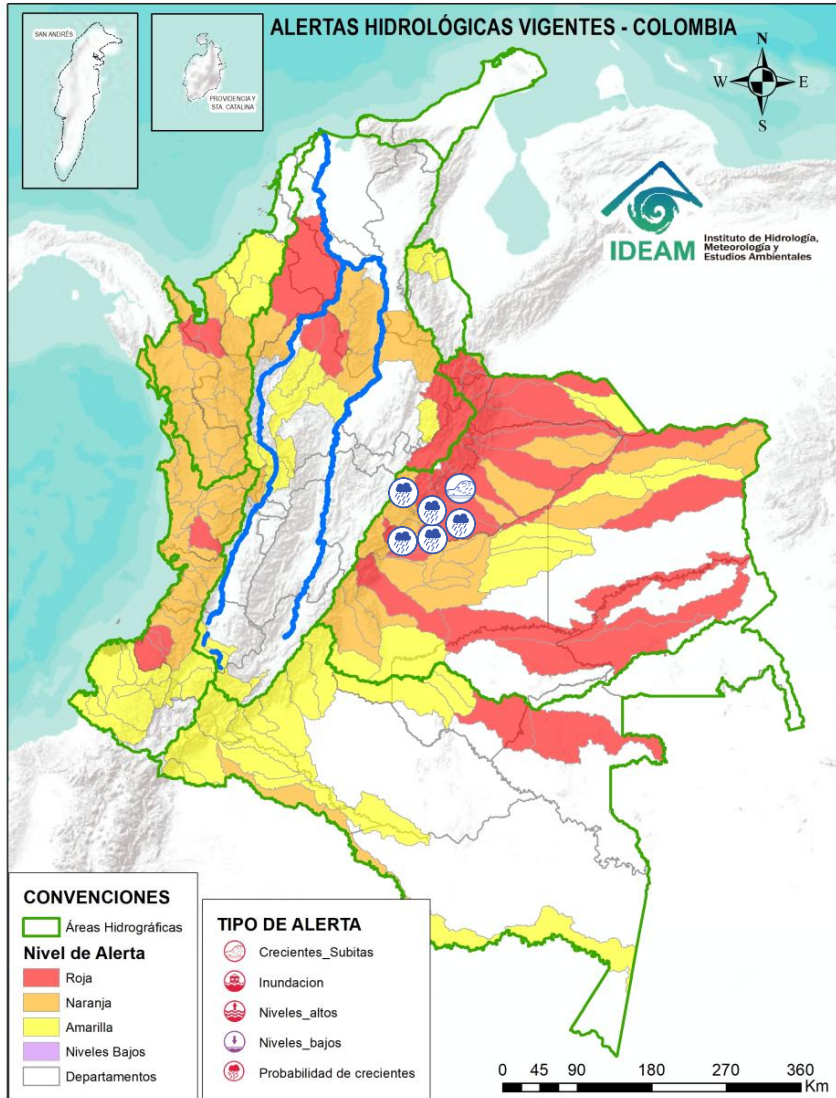 ALERTAS HIDROLÓGICAS VIGENTES - COLOMBIA
SAN ANDRÉS
PROVIDENCIA Y
STA. CATALINA
N
W
E
S
IDEAM
Instituto de Hidrología,
Meteorología y
Estudios Ambientales
CONVENCIONES
Áreas Hidrográficas
Nivel de Alerta
Roja
Naranja
Amarilla
Niveles Bajos
Departamentos
TIPO DE ALERTA
Crecientes_Subitas
Inundacion
Niveles_altos
Niveles_bajos
Probabilidad de crecientes
0 45 90 180 270 360
Km